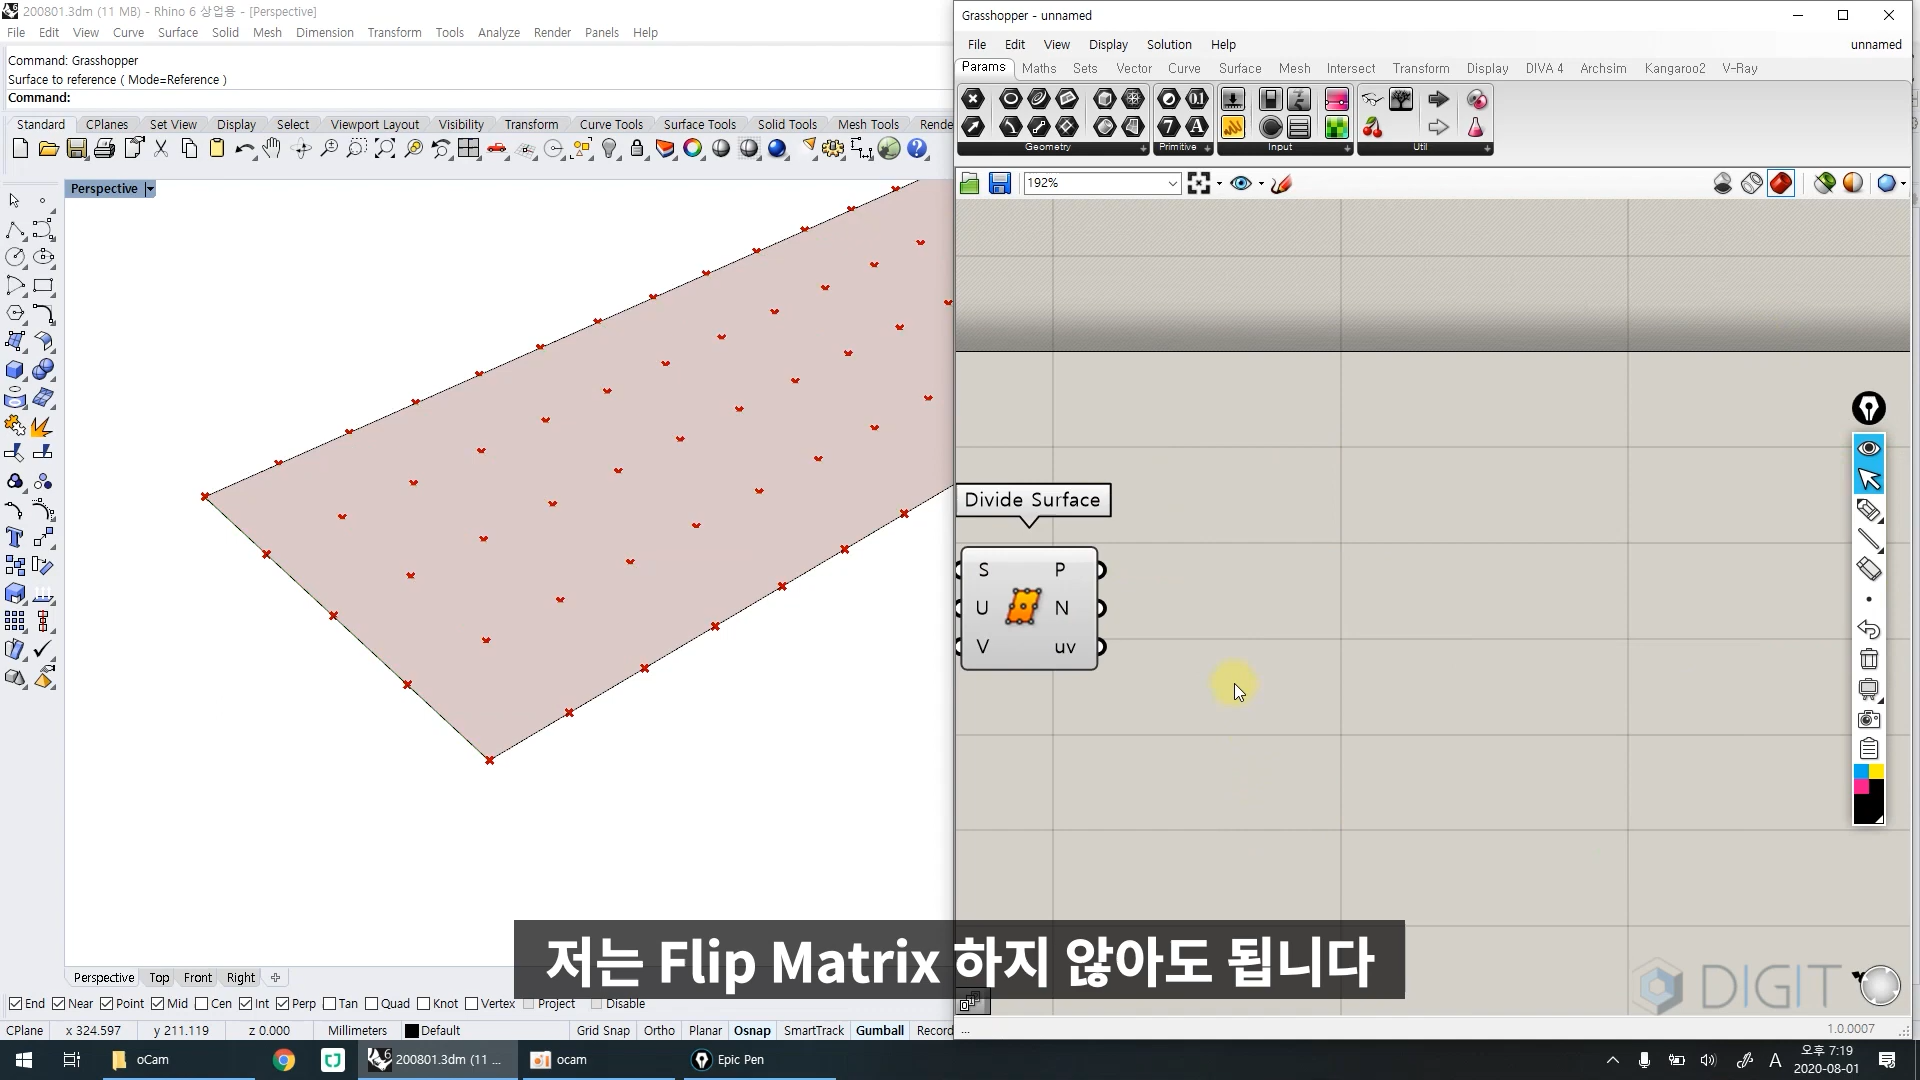 200801.3dm (11 MB) - Rhino 6 상업용 - [Perspective]
File Edit View Curve Surface Solid Mesh Dimension Transform Tools Analyze Render Panels Help
Command: Grasshopper
Surface to reference ( Mode=Reference )
Command:
Standard CPlanes Set View Display Select Viewport Layout Visibility Transform Curve Tools Surface Tools Solid Tools Mesh Tools Rende
Perspective
Grasshopper - unnamed
File Edit View Display Solution Help unnamed
Params Maths Sets Vector Curve Surface Mesh Intersect Transform Display DIVA 4 Archsim Kangaroo2 V-Ray
Geometry Primitive Input Util
192%
Divide Surface
S P
U N
V uv
저는 Flip Matrix 하지 않아도 됩니다
DIGIT
Perspective Top Front Right
End Near Point Mid Cen Int Perp Tan Quad Knot Vertex Project Disable
CPlane x 324.597 y 211.119 z 0.000 Millimeters Default Grid Snap Ortho Planar Osnap SmartTrack Gumball Record
...
1.0.0007
oCam 200801.3dm (11 ... ocam Epic Pen A 오후 7:19
2020-08-01